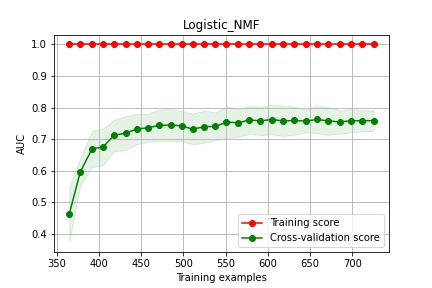 Logistic_NMF
AUC
1.0
0.9
0.8
0.7
0.6
0.5
0.4
Training score
Cross-validation score
350 400 450 500 550 600 650 700
Training examples